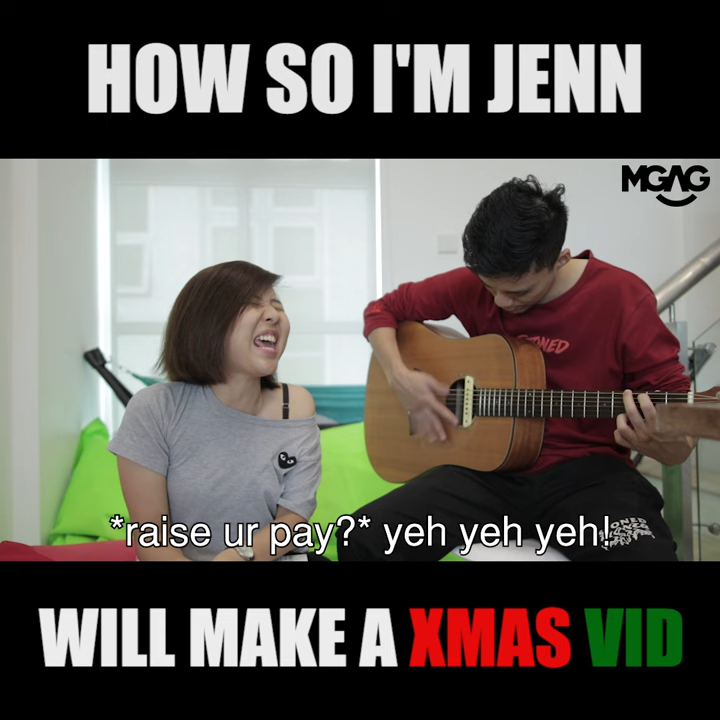 HOW SO I'M JENN
MGAG
*raise ur pay?* yeh yeh yeh!
WILL MAKE A XMAS VID